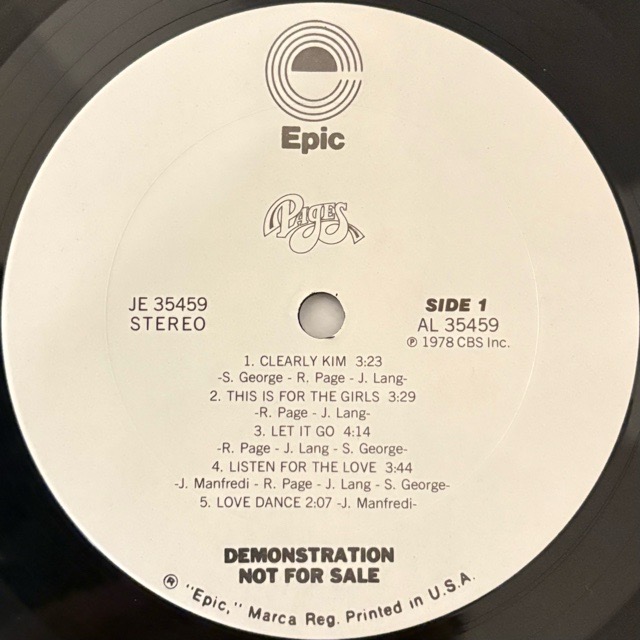 Epic
Pages
JE 35459
STEREO
SIDE 1
AL 35459
℗ 1978 CBS Inc.
1. CLEARLY KIM 3:23
-S. George - R. Page - J. Lang-
2. THIS IS FOR THE GIRLS 3:29
-R. Page - J. Lang-
3. LET IT GO 4:14
-R. Page - J. Lang - S. George-
4. LISTEN FOR THE LOVE 3:44
-J. Manfredi - R. Page - J. Lang - S. George-
5. LOVE DANCE 2:07 -J. Manfredi-
DEMONSTRATION
NOT FOR SALE
® "Epic," Marca Reg. Printed in U.S.A.